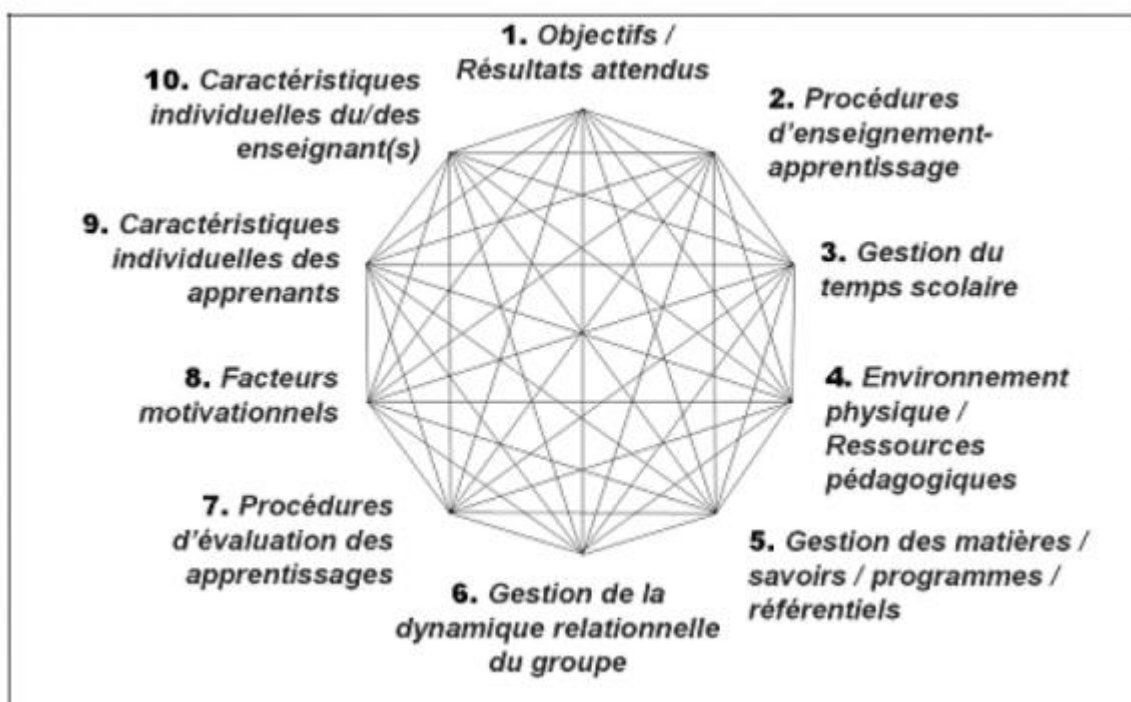 1. Objectifs /
Résultats attendus
2. Procédures
d'enseignement-
apprentissage
3. Gestion du
temps scolaire
4. Environnement
physique /
Ressources
pédagogiques
5. Gestion des matières /
savoirs / programmes /
référentiels
6. Gestion de la
dynamique relationnelle
du groupe
7. Procédures
d'évaluation des
apprentissages
8. Facteurs
motivationnels
9. Caractéristiques
individuelles des
apprenants
10. Caractéristiques
individuelles du/des
enseignant(s)